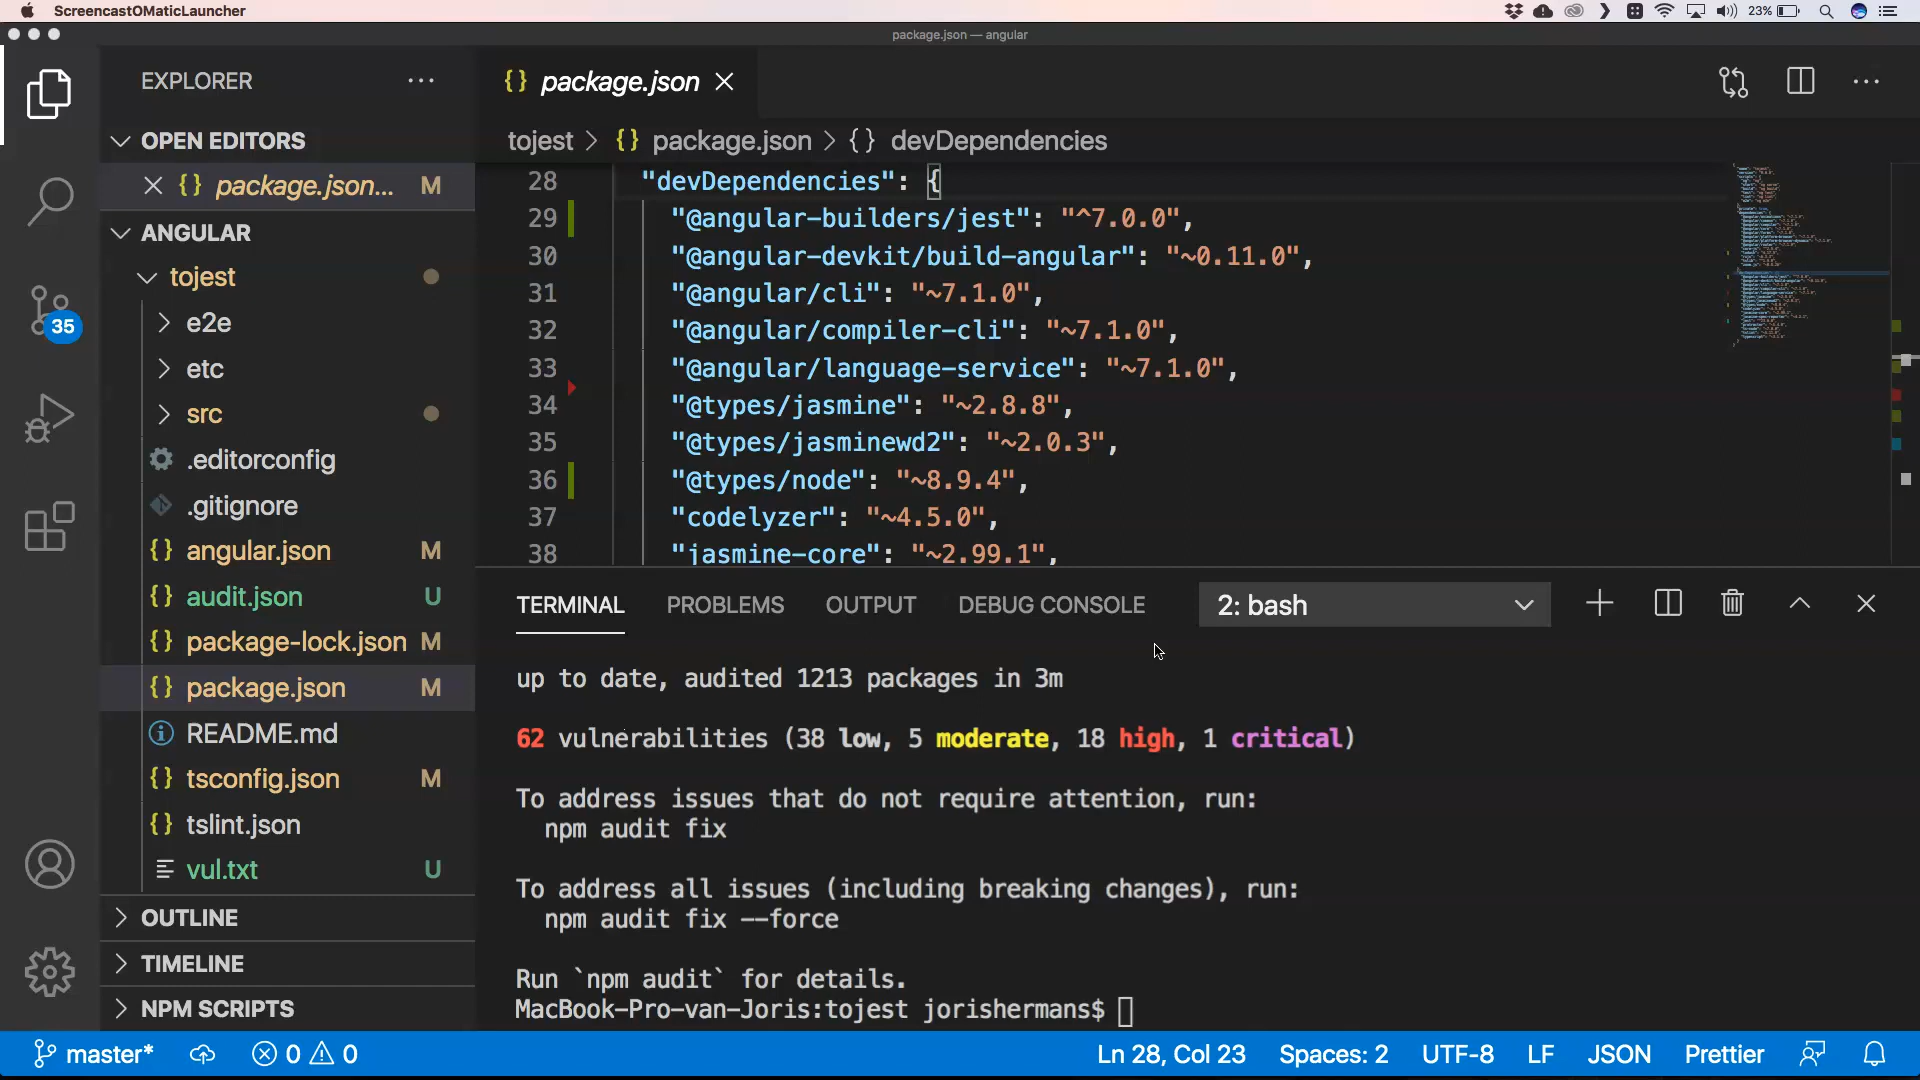 ScreencastOMaticLauncher
23%
package.json — angular
EXPLORER
OPEN EDITORS
package.json... M
ANGULAR
tojest
e2e
etc
src
.editorconfig
.gitignore
angular.json M
audit.json U
package-lock.json M
package.json M
README.md
tsconfig.json M
tslint.json
vul.txt U
OUTLINE
TIMELINE
NPM SCRIPTS
35
{} package.json
tojest > {} package.json > {} devDependencies
28 "devDependencies": {
29 "@angular-builders/jest": "^7.0.0",
30 "@angular-devkit/build-angular": "~0.11.0",
31 "@angular/cli": "~7.1.0",
32 "@angular/compiler-cli": "~7.1.0",
33 "@angular/language-service": "~7.1.0",
34 "@types/jasmine": "~2.8.8",
35 "@types/jasminewd2": "~2.0.3",
36 "@types/node": "~8.9.4",
37 "codelyzer": "~4.5.0",
38 "jasmine-core": "~2.99.1",
TERMINAL PROBLEMS OUTPUT DEBUG CONSOLE 2: bash
up to date, audited 1213 packages in 3m
62 vulnerabilities (38 low, 5 moderate, 18 high, 1 critical)
To address issues that do not require attention, run:
npm audit fix
To address all issues (including breaking changes), run:
npm audit fix --force
Run `npm audit` for details.
MacBook-Pro-van-Joris:tojest jorishermans$
master* 0 0 Ln 28, Col 23 Spaces: 2 UTF-8 LF JSON Prettier